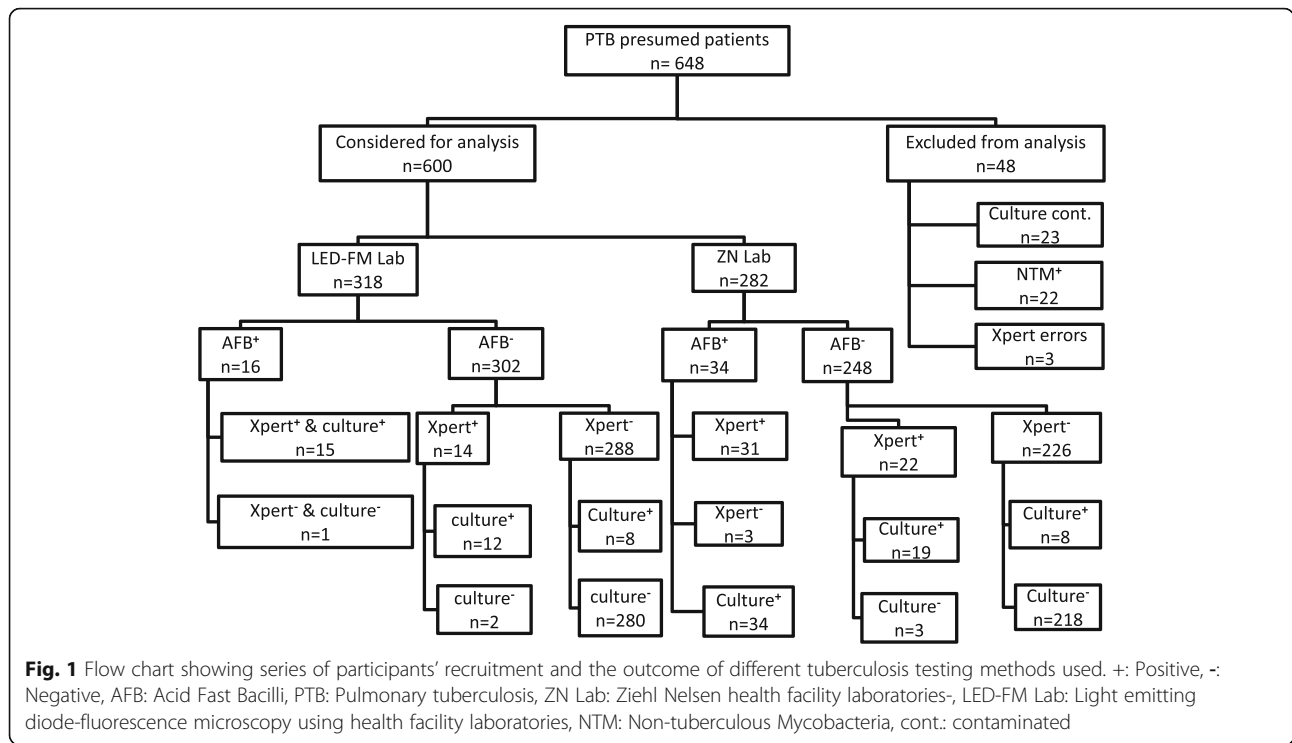 PTB presumed patients
n= 648
Considered for analysis
n=600
Excluded from analysis
n=48
Culture cont.
n=23
NTM⁺
n=22
Xpert errors
n=3
LED-FM Lab
n=318
ZN Lab
n=282
AFB⁺
n=16
AFB⁻
n=302
AFB⁺
n=34
AFB⁻
n=248
Xpert⁺ & culture⁺
n=15
Xpert⁻ & culture⁻
n=1
Xpert⁺
n=14
culture⁺
n=12
culture⁻
n=2
Xpert⁻
n=288
Culture⁺
n=8
culture⁻
n=280
Xpert⁺
n=31
Xpert⁻
n=3
Culture⁺
n=34
Xpert⁺
n=22
Culture⁺
n=19
Culture⁻
n=3
Xpert⁻
n=226
Culture⁺
n=8
Culture⁻
n=218
Fig. 1 Flow chart showing series of participants’ recruitment and the outcome of different tuberculosis testing methods used. +: Positive, -:
Negative, AFB: Acid Fast Bacilli, PTB: Pulmonary tuberculosis, ZN Lab: Ziehl Nelsen health facility laboratories-, LED-FM Lab: Light emitting
diode-fluorescence microscopy using health facility laboratories, NTM: Non-tuberculous Mycobacteria, cont.: contaminated